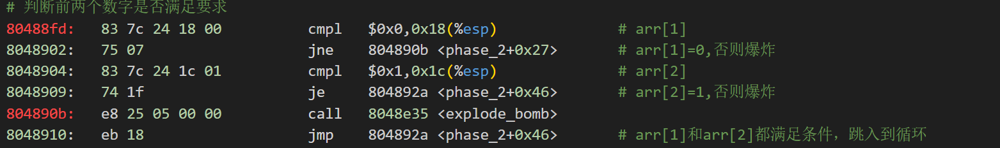 # 判断前两个数字是否满足要求
80488fd: 83 7c 24 18 00 cmpl $0x0,0x18(%esp) # arr[1]
8048902: 75 07 jne 804890b <phase_2+0x27> # arr[1]=0,否则爆炸
8048904: 83 7c 24 1c 01 cmpl $0x1,0x1c(%esp) # arr[2]
8048909: 74 1f je 804892a <phase_2+0x46> # arr[2]=1,否则爆炸
804890b: e8 25 05 00 00 call 8048e35 <explode_bomb>
8048910: eb 18 jmp 804892a <phase_2+0x46> # arr[1]和arr[2]都满足条件，跳入到循环